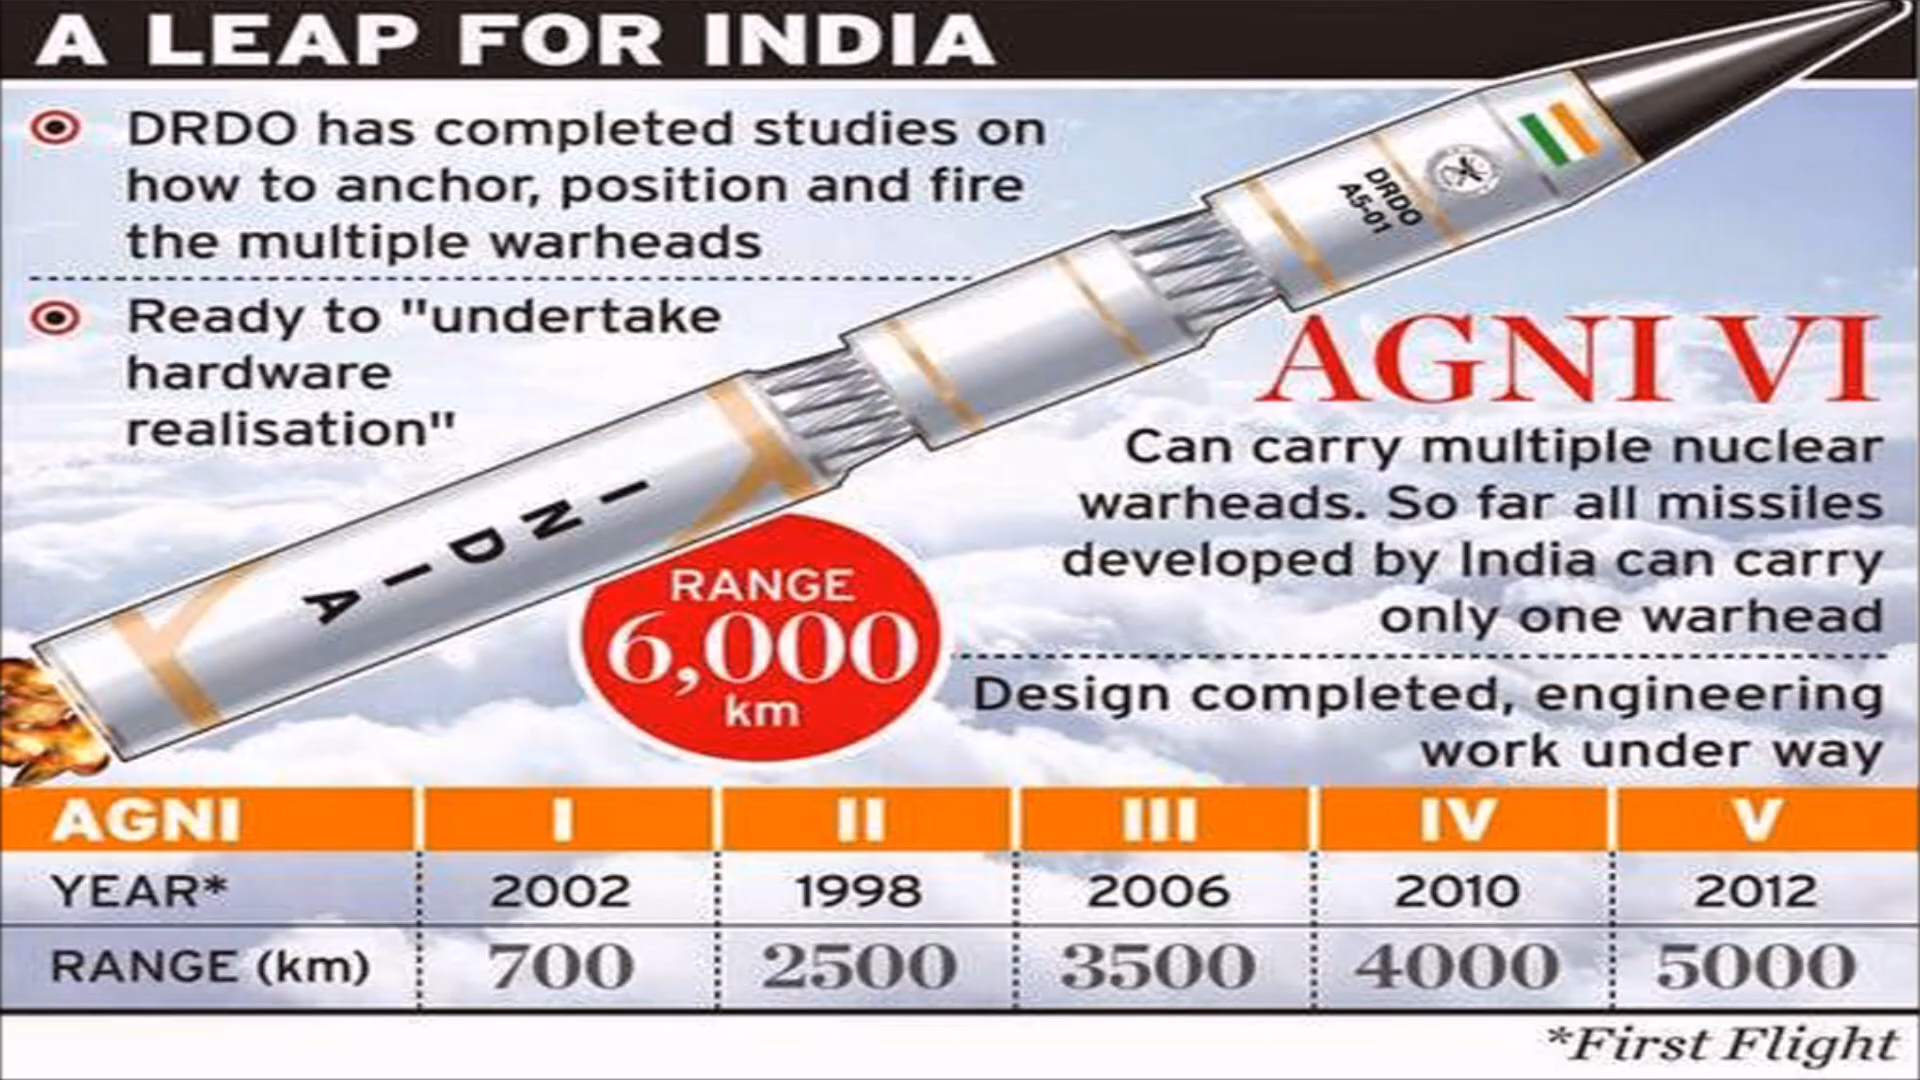 A LEAP FOR INDIA
DRDO has completed studies on
how to anchor, position and fire
the multiple warheads
Ready to "undertake
hardware
realisation"
DRDO
A5-01
INDIA
AGNI VI
Can carry multiple nuclear
warheads. So far all missiles
developed by India can carry
only one warhead
Design completed, engineering
work under way
RANGE
6,000
km
AGNI I II III IV V
YEAR* 2002 1998 2006 2010 2012
RANGE (km) 700 2500 3500 4000 5000
*First Flight